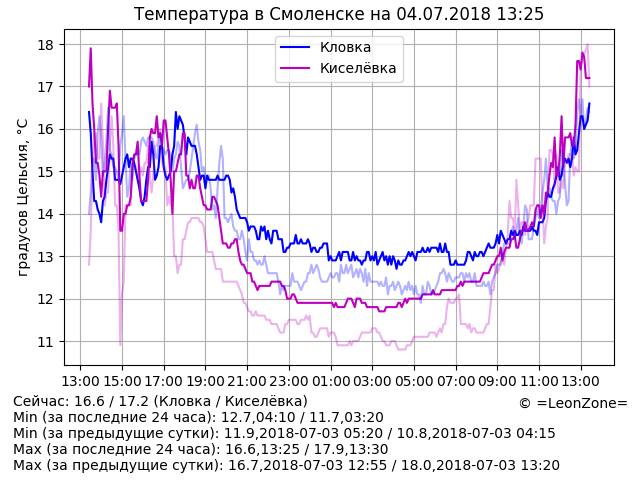 Температура в Смоленске на 04.07.2018 13:25
Кловка
Киселёвка
градусов Цельсия, °C
18
17
16
15
14
13
12
11
13:00 15:00 17:00 19:00 21:00 23:00 01:00 03:00 05:00 07:00 09:00 11:00 13:00
Сейчас: 16.6 / 17.2 (Кловка / Киселёвка)
© =LeonZone=
Min (за последние 24 часа): 12.7,04:10 / 11.7,03:20
Min (за предыдущие сутки): 11.9,2018-07-03 05:20 / 10.8,2018-07-03 04:15
Max (за последние 24 часа): 16.6,13:25 / 17.9,13:30
Max (за предыдущие сутки): 16.7,2018-07-03 12:55 / 18.0,2018-07-03 13:20